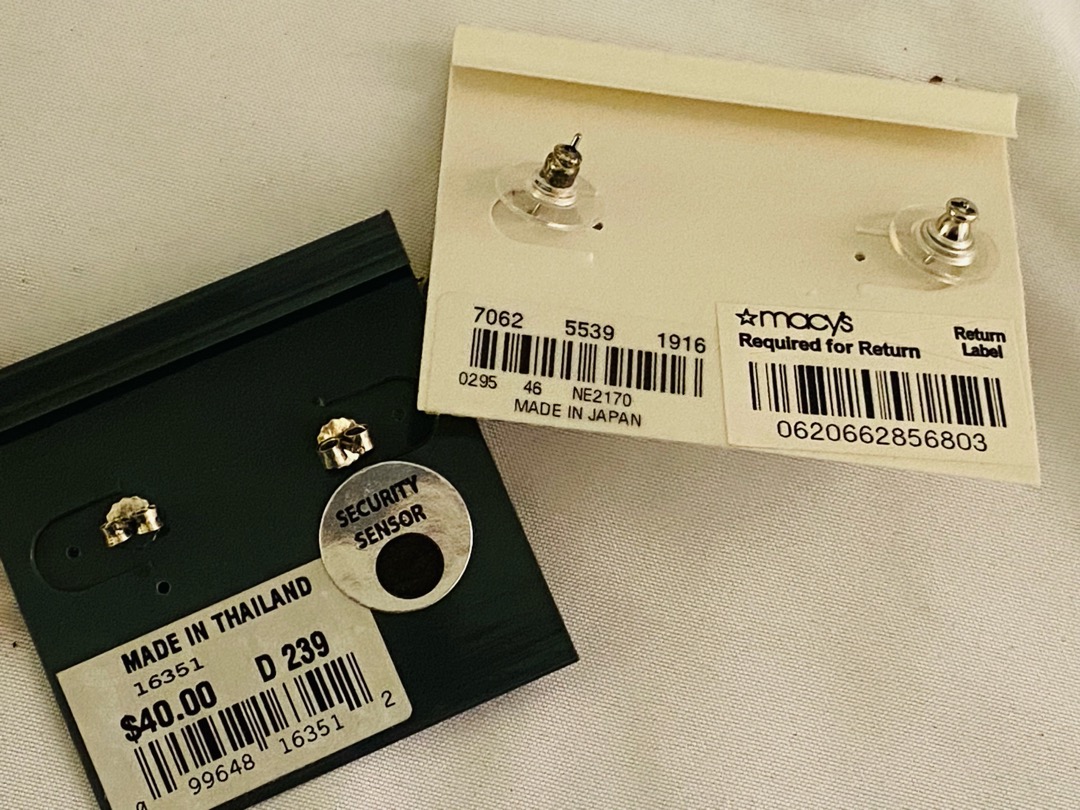 7062 5539 1916
0295 46 NE2170
MADE IN JAPAN
macy's
Return
Label
Required for Return
0620662856803
SECURITY
SENSOR
MADE IN THAILAND
16351
$40.00 D 239
99648 16351 2